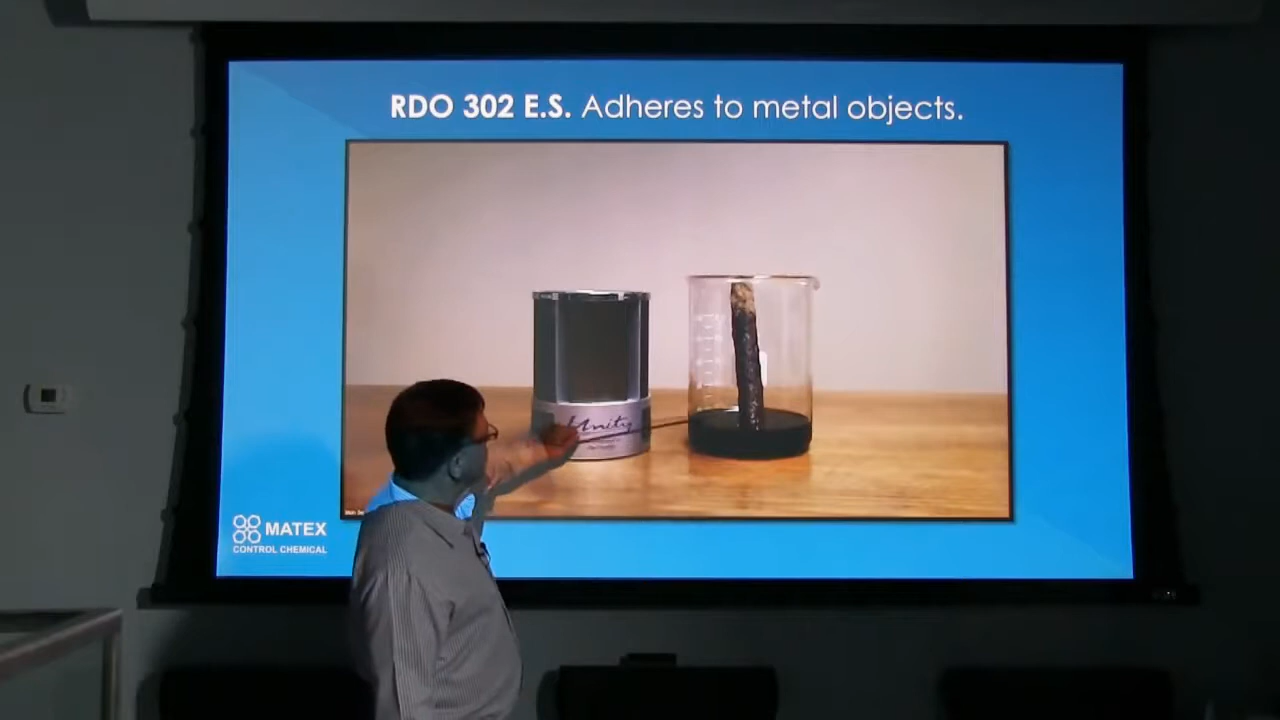 RDO 302 E.S. Adheres to metal objects.
Unity
MATEX
CONTROL CHEMICAL